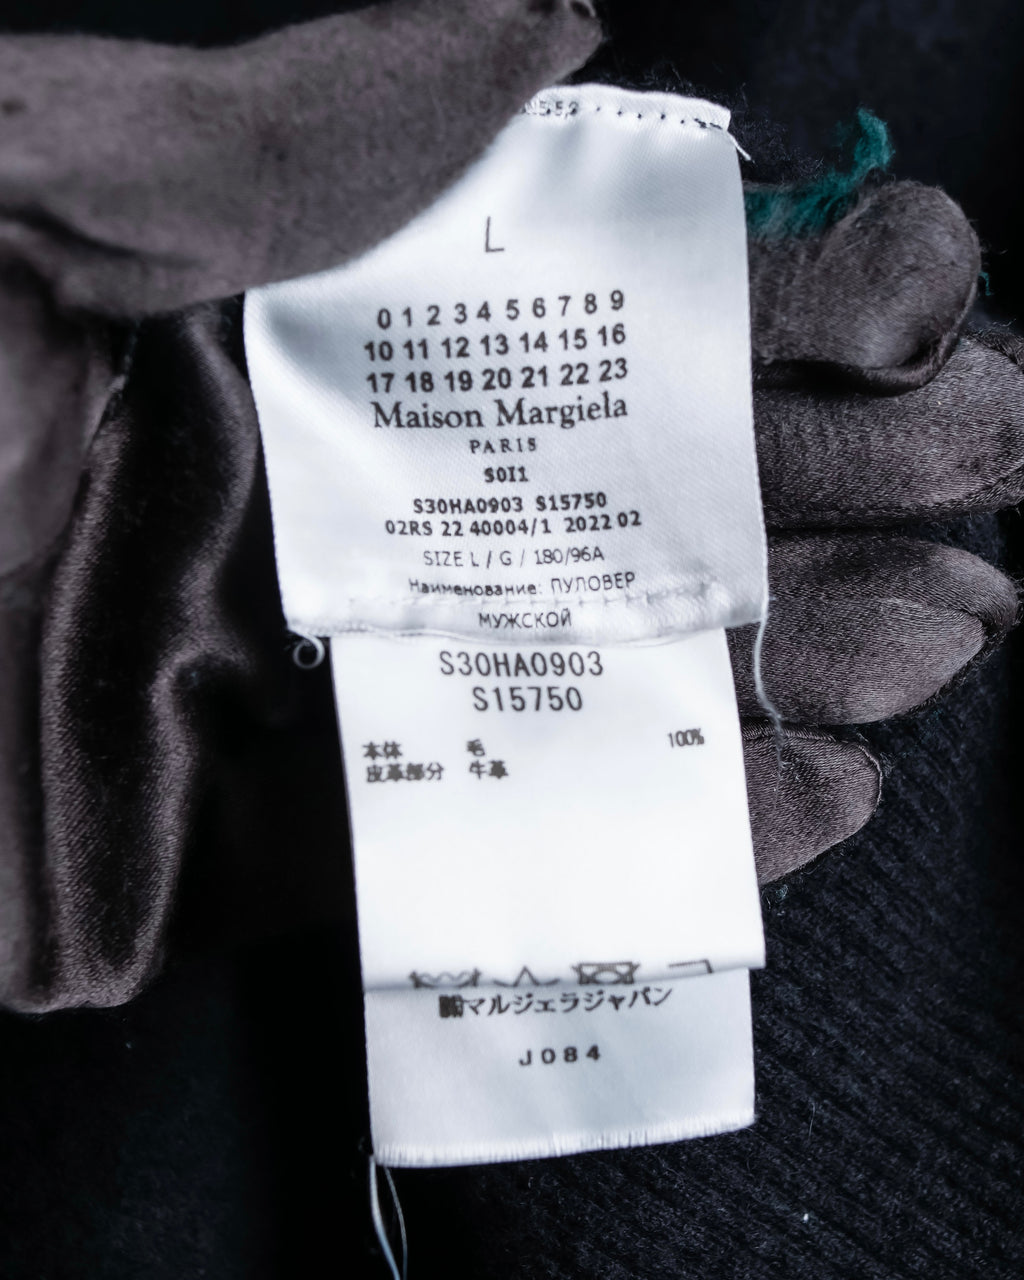 L
0 1 2 3 4 5 6 7 8 9
10 11 12 13 14 15 16
17 18 19 20 21 22 23
Maison Margiela
PARIS
S0I1
S30HA0903 S15750
02RS 22 40004/1 2022 02
SIZE L / G / 180/96A
Наименование: ПУЛОВЕР
МУЖСКОЙ
S30HA0903
S15750
本体 毛 100%
皮革部分 牛革
㈱マルジェラジャパン
J084